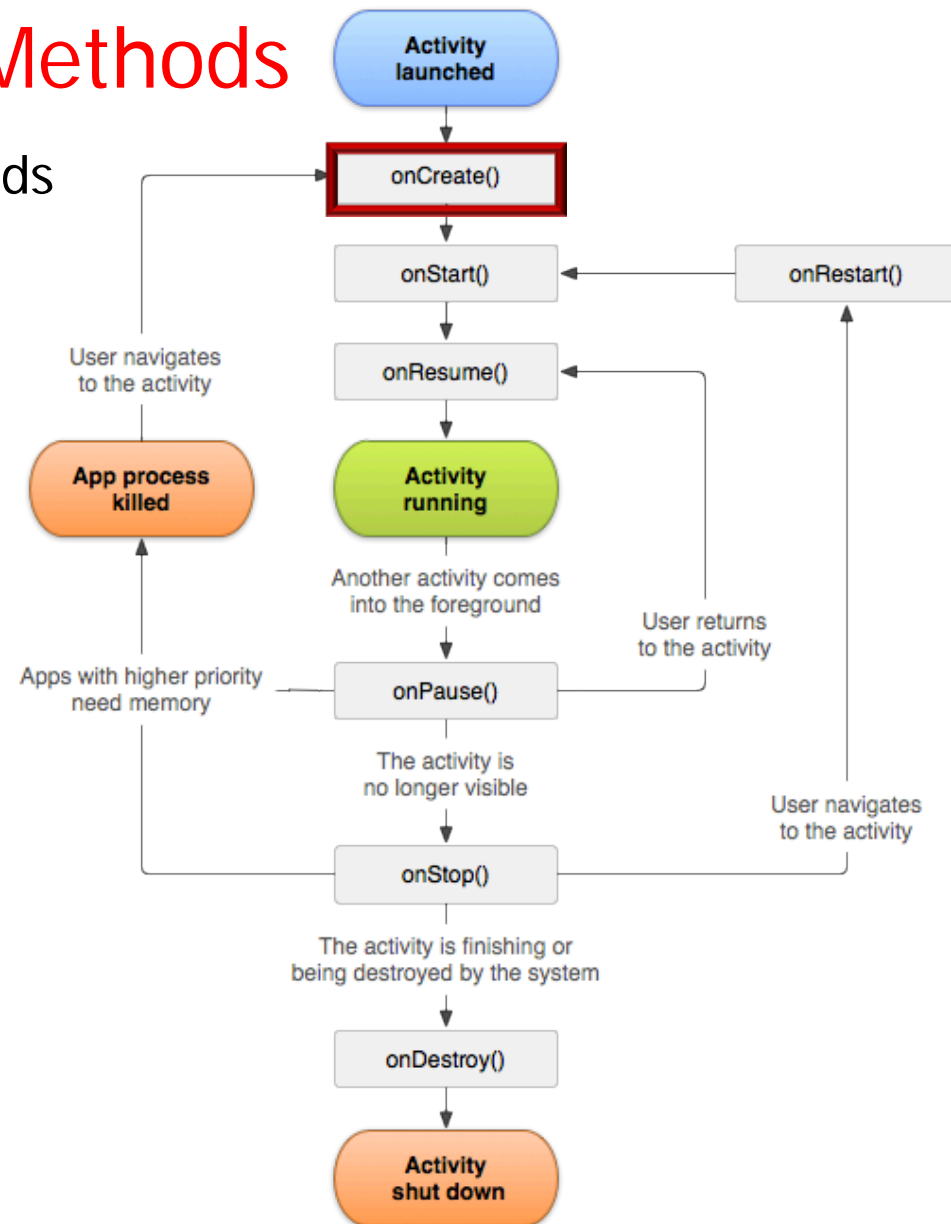 Methods
ds
Activity
launched
onCreate()
onStart()
onRestart()
User navigates
to the activity
onResume()
App process
killed
Activity
running
Another activity comes
into the foreground
User returns
to the activity
Apps with higher priority
need memory
onPause()
The activity is
no longer visible
User navigates
to the activity
onStop()
The activity is finishing or
being destroyed by the system
onDestroy()
Activity
shut down